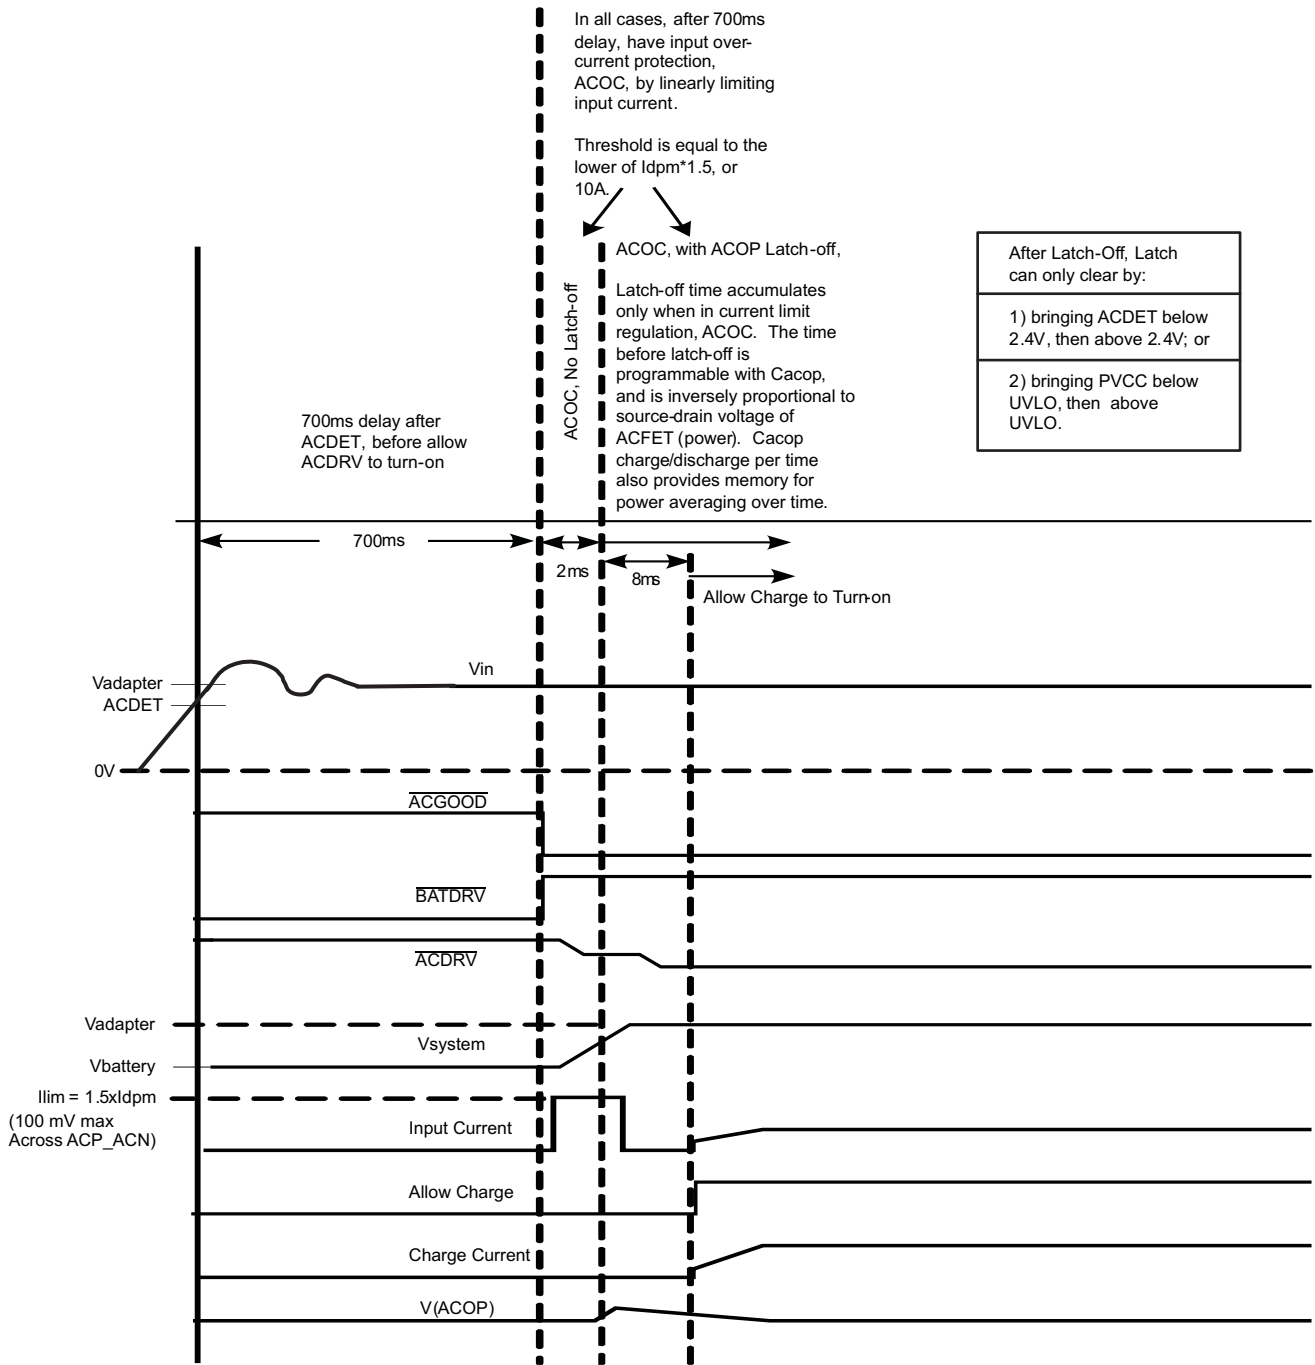 In all cases, after 700ms
delay, have input over-
current protection,
ACOC, by linearly limiting
input current.
Threshold is equal to the
lower of Idpm*1.5, or
10A.
ACOC, No Latch-off
ACOC, with ACOP Latch-off,
Latch-off time accumulates
only when in current limit
regulation, ACOC. The time
before latch-off is
programmable with Cacop,
and is inversely proportional to
source-drain voltage of
ACFET (power). Cacop
charge/discharge per time
also provides memory for
power averaging over time.
After Latch-Off, Latch
can only clear by:
1) bringing ACDET below
2.4V, then above 2.4V; or
2) bringing PVCC below
UVLO, then above
UVLO.
700ms delay after
ACDET, before allow
ACDRV to turn-on
700ms
2ms
8ms
Allow Charge to Turn-on
Vin
Vadapter
ACDET
0V
ACGOOD
BATDRV
ACDRV
Vadapter
Vsystem
Vbattery
Ilim = 1.5xIdpm
(100 mV max
Across ACP_ACN)
Input Current
Allow Charge
Charge Current
V(ACOP)